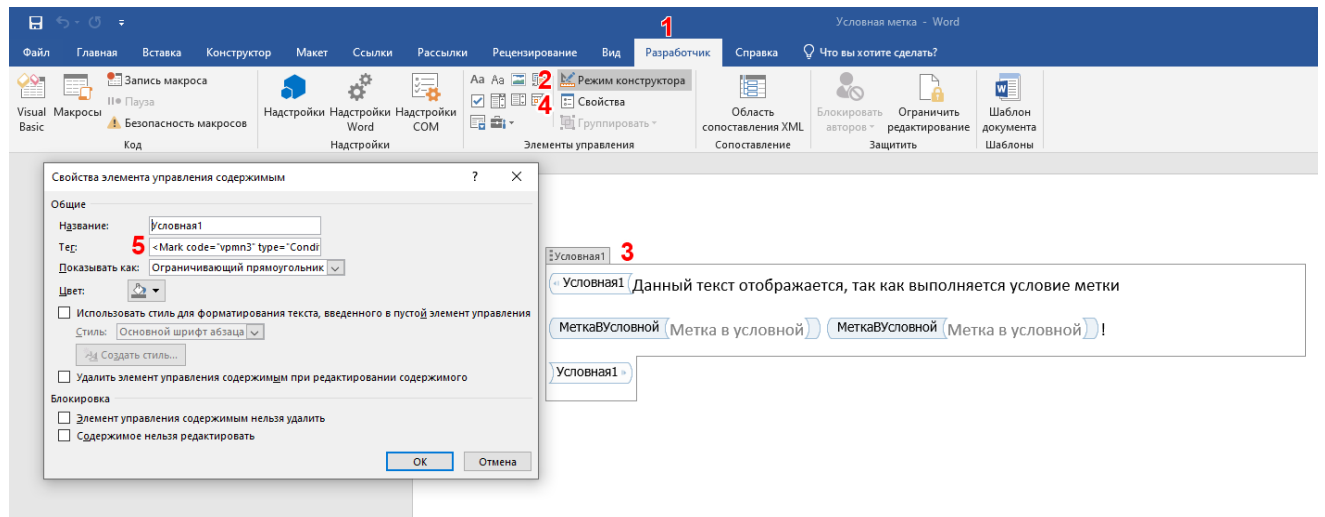 1
Условная метка - Word
Файл Главная Вставка Конструктор Макет Ссылки Рассылки Рецензирование Вид Разработчик Справка Что вы хотите сделать?
Visual Basic
Макросы
Запись макроса
Пауза
Безопасность макросов
Код
Надстройки
Надстройки Word
Надстройки COM
Надстройки
Aa Aa
2 Режим конструктора
4 Свойства
Группировать
Элементы управления
Область сопоставления XML
Сопоставление
Блокировать авторов
Ограничить редактирование
Защитить
Шаблон документа
Шаблоны
Свойства элемента управления содержимым ? ×
Общие
Название: Условная1
Тег: 5 <Mark code="vpmn3" type="Condit
Показывать как: Ограничивающий прямоугольник
Цвет:
Использовать стиль для форматирования текста, введенного в пустой элемент управления
Стиль: Основной шрифт абзаца
Создать стиль...
Удалить элемент управления содержимым при редактировании содержимого
Блокировка
Элемент управления содержимым нельзя удалить
Содержимое нельзя редактировать
ОК Отмена
Условная1 3
« Условная1 Данный текст отображается, так как выполняется условие метки
МеткаВУсловной Метка в условной МеткаВУсловной Метка в условной !
Условная1 »